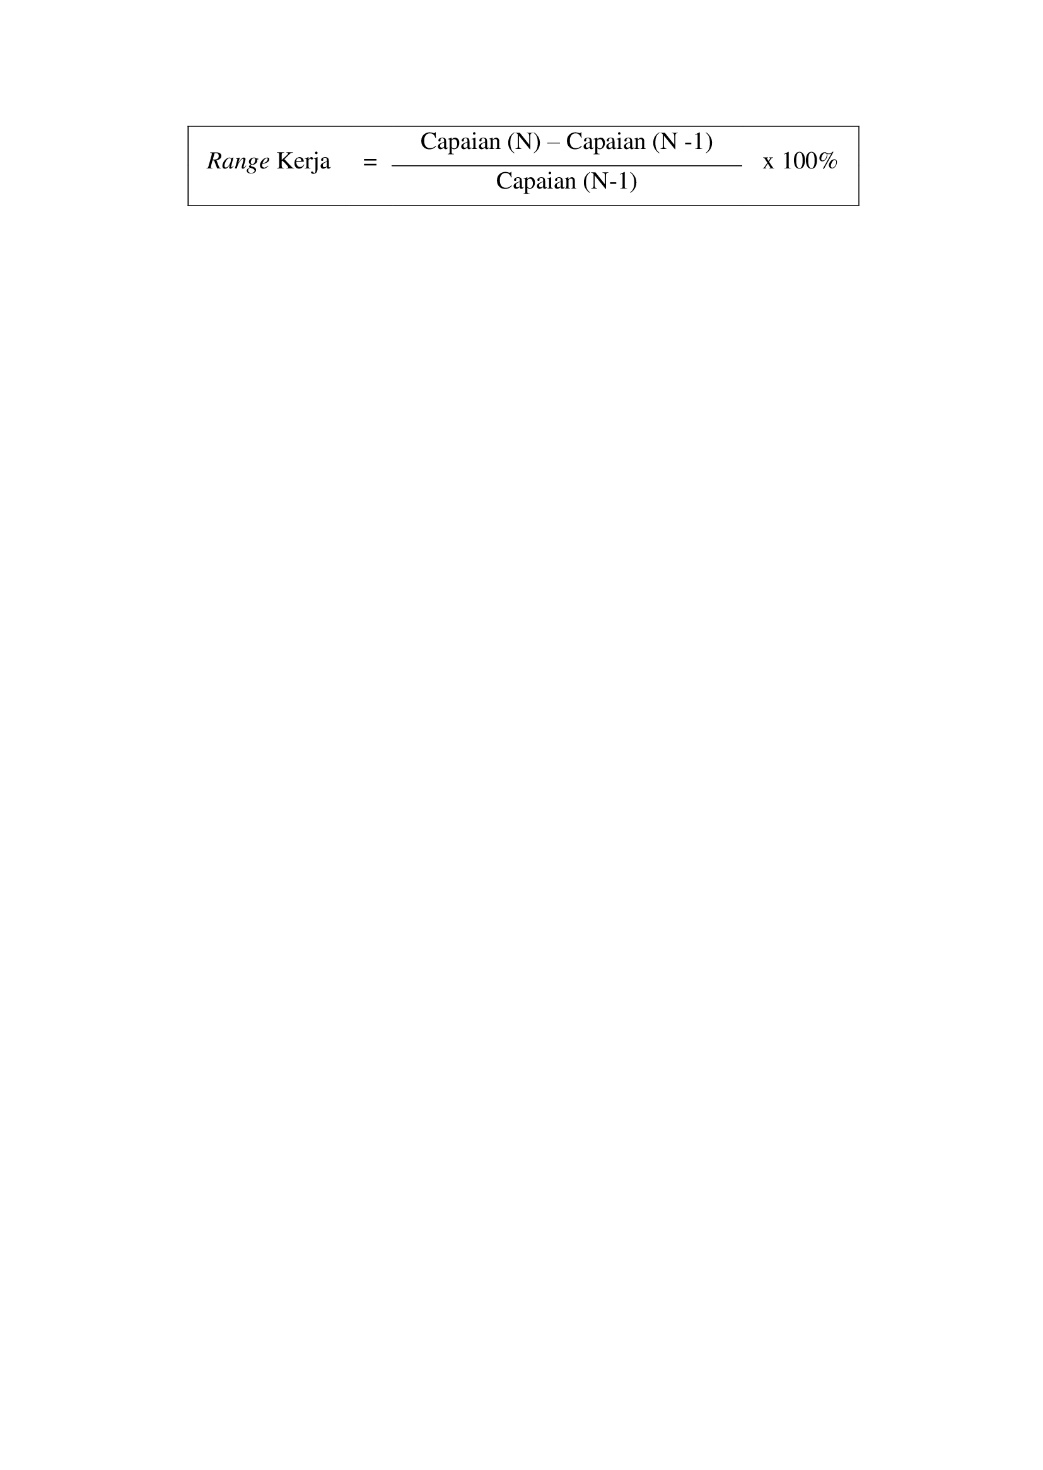 Capaian (N) – Capaian (N -1)
Range Kerja = x 100%
Capaian (N-1)